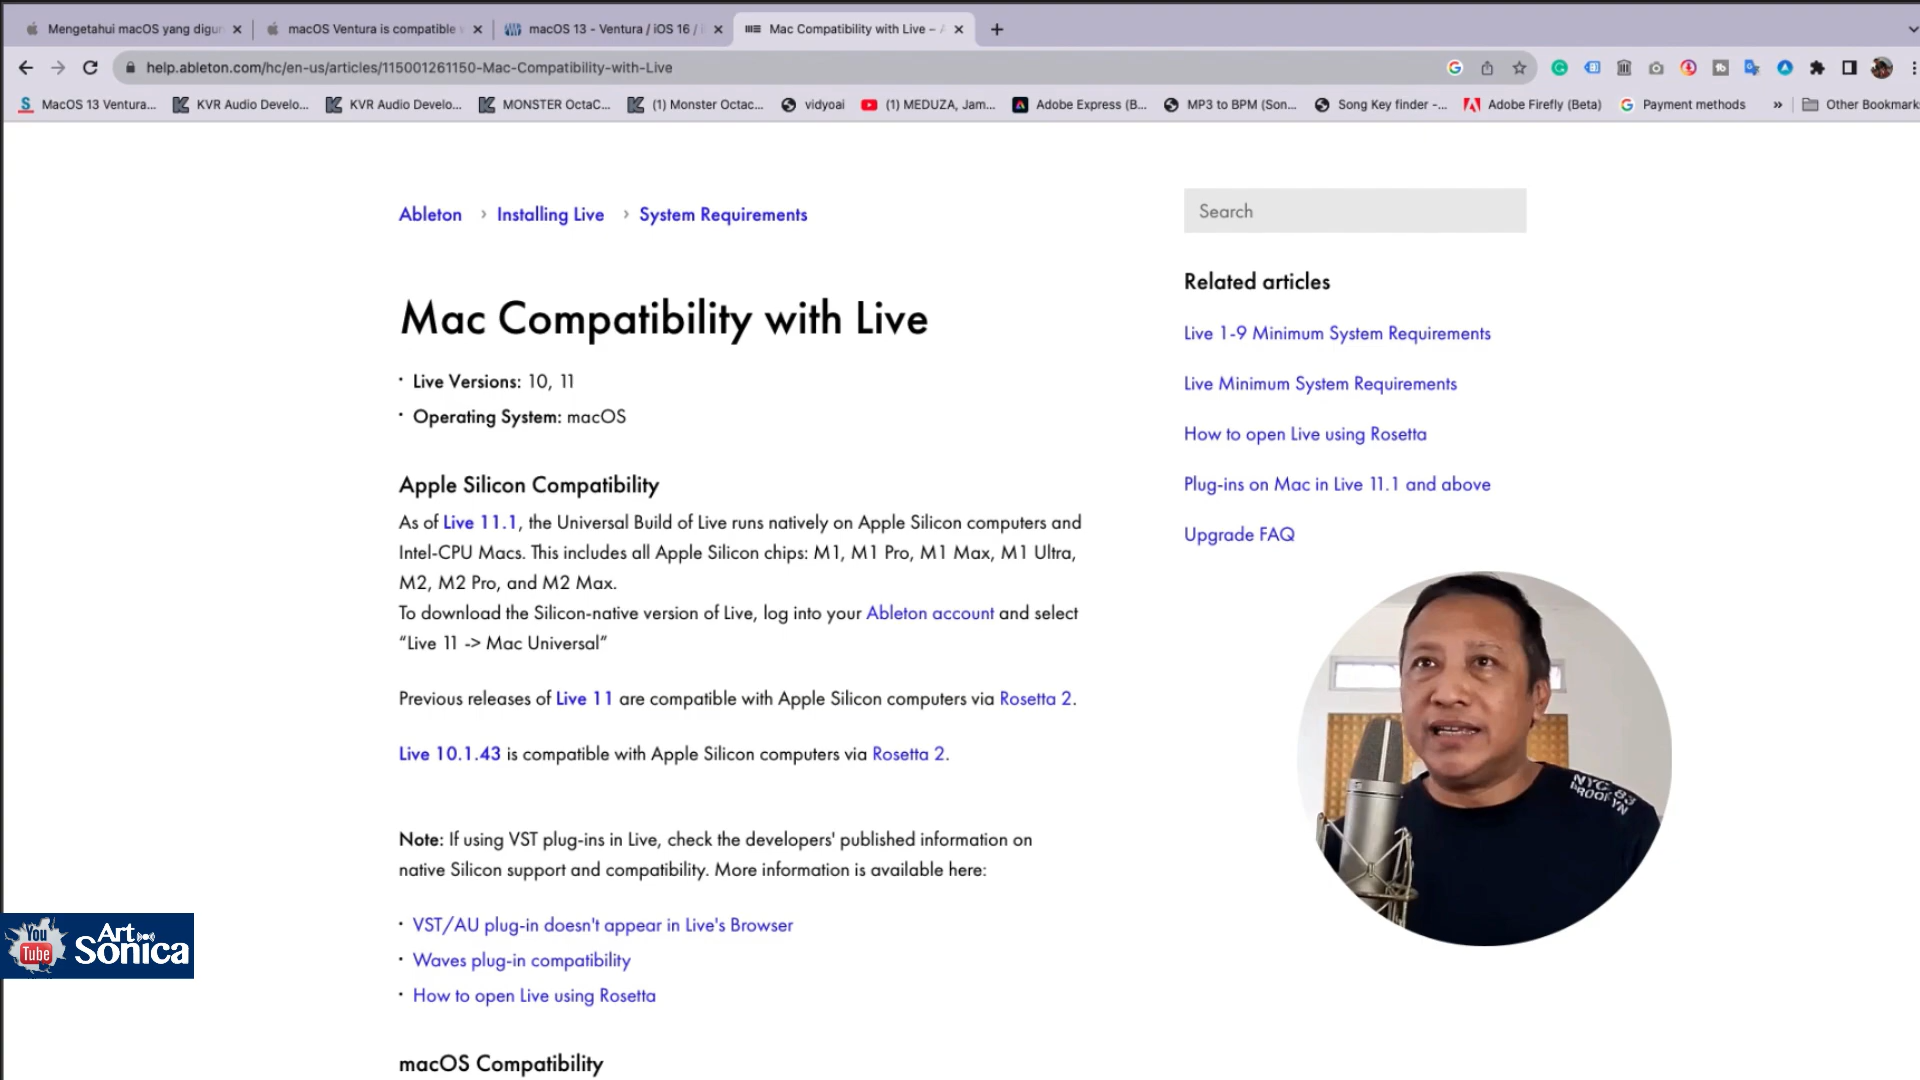 Mengetahui macOS yang digu
macOS Ventura is compatible
macOS 13 - Ventura / iOS 16 /
Mac Compatibility with Live –
help.ableton.com/hc/en-us/articles/115001261150-Mac-Compatibility-with-Live
MacOS 13 Ventura...
KVR Audio Develo...
KVR Audio Develo...
MONSTER OctaC...
(1) Monster Octac...
vidyoai
(1) MEDUZA, Jam...
Adobe Express (B...
MP3 to BPM (Son...
Song Key finder -...
Adobe Firefly (Beta)
Payment methods
»
Other Bookmarks
Ableton › Installing Live › System Requirements
Search
Mac Compatibility with Live
· Live Versions: 10, 11
· Operating System: macOS
Apple Silicon Compatibility
As of Live 11.1, the Universal Build of Live runs natively on Apple Silicon computers and
Intel-CPU Macs. This includes all Apple Silicon chips: M1, M1 Pro, M1 Max, M1 Ultra,
M2, M2 Pro, and M2 Max.
To download the Silicon-native version of Live, log into your Ableton account and select
“Live 11 -> Mac Universal”
Previous releases of Live 11 are compatible with Apple Silicon computers via Rosetta 2.
Live 10.1.43 is compatible with Apple Silicon computers via Rosetta 2.
Note: If using VST plug-ins in Live, check the developers' published information on
native Silicon support and compatibility. More information is available here:
· VST/AU plug-in doesn't appear in Live's Browser
· Waves plug-in compatibility
· How to open Live using Rosetta
macOS Compatibility
Related articles
Live 1-9 Minimum System Requirements
Live Minimum System Requirements
How to open Live using Rosetta
Plug-ins on Mac in Live 11.1 and above
Upgrade FAQ
NYC 83
BROOKLYN
You
Tube
Art
Sonica